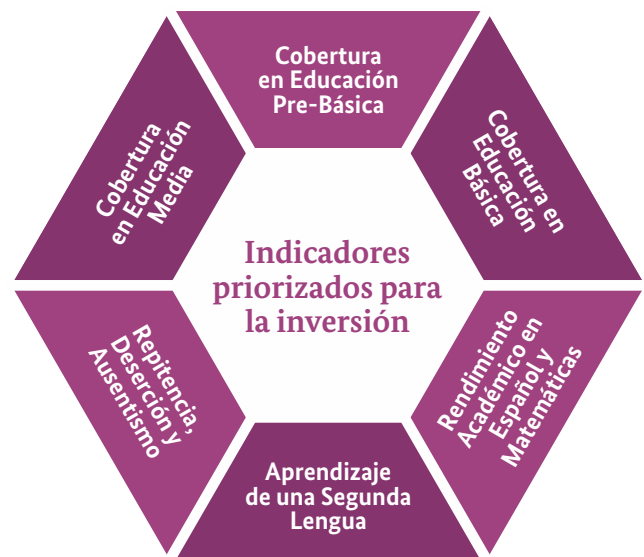 Cobertura
en Educación
Pre-Básica
Cobertura en
Educación
Básica
Rendimiento
Académico en
Español y
Matemáticas
Aprendizaje
de una Segunda
Lengua
Repitencia,
Deserción y
Ausentismo
Cobertura
en Educación
Media
Indicadores
priorizados para
la inversión